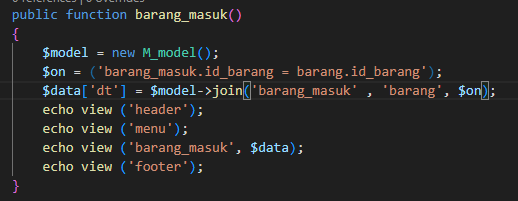 public function barang_masuk()
{
$model = new M_model();
$on = ('barang_masuk.id_barang = barang.id_barang');
$data['dt'] = $model->join('barang_masuk' , 'barang', $on);
echo view ('header');
echo view ('menu');
echo view ('barang_masuk', $data);
echo view ('footer');
}